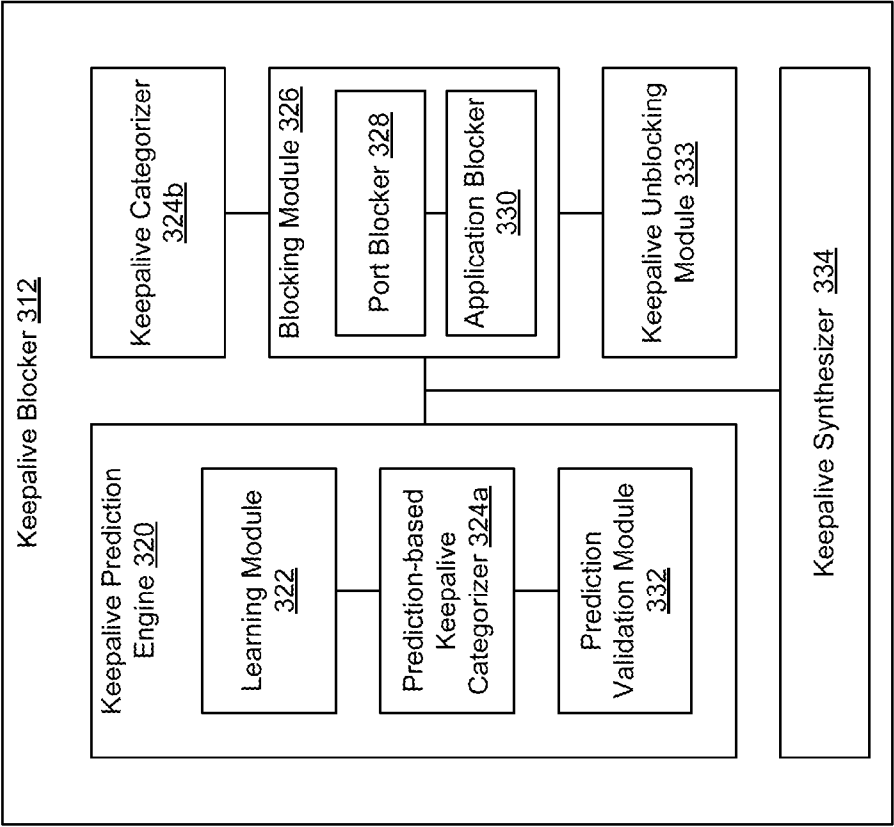 Keepalive Blocker 312
Keepalive Prediction
Engine 320
Learning Module
322
Prediction-based
Keepalive
Categorizer 324a
Prediction
Validation Module
332
Keepalive Categorizer
324b
Blocking Module 326
Port Blocker 328
Application Blocker
330
Keepalive Unblocking
Module 333
Keepalive Synthesizer 334